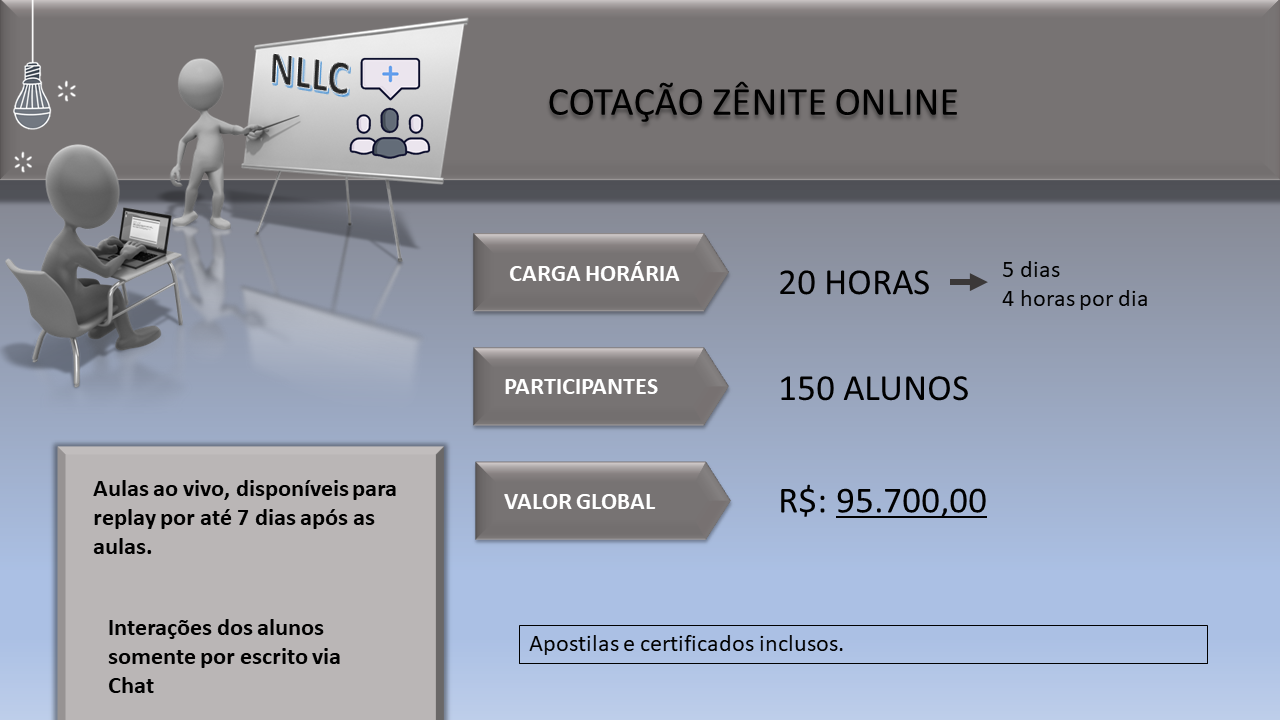 NLLC
COTAÇÃO ZÊNITE ONLINE
CARGA HORÁRIA
20 HORAS
5 dias
4 horas por dia
PARTICIPANTES
150 ALUNOS
VALOR GLOBAL
R$: 95.700,00
Aulas ao vivo, disponíveis para
replay por até 7 dias após as
aulas.
Interações dos alunos
somente por escrito via
Chat
Apostilas e certificados inclusos.